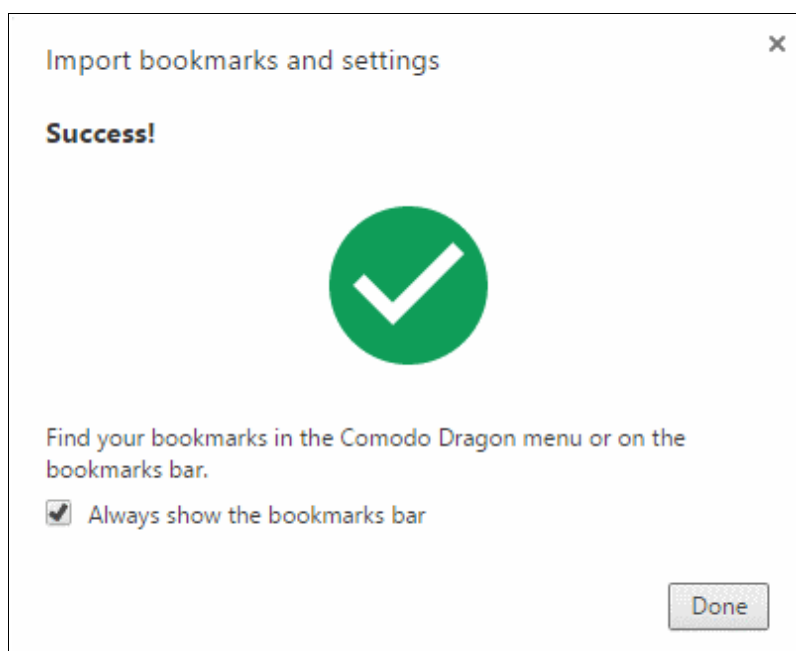 Import bookmarks and settings
Success!
Find your bookmarks in the Comodo Dragon menu or on the
bookmarks bar.
Always show the bookmarks bar
Done